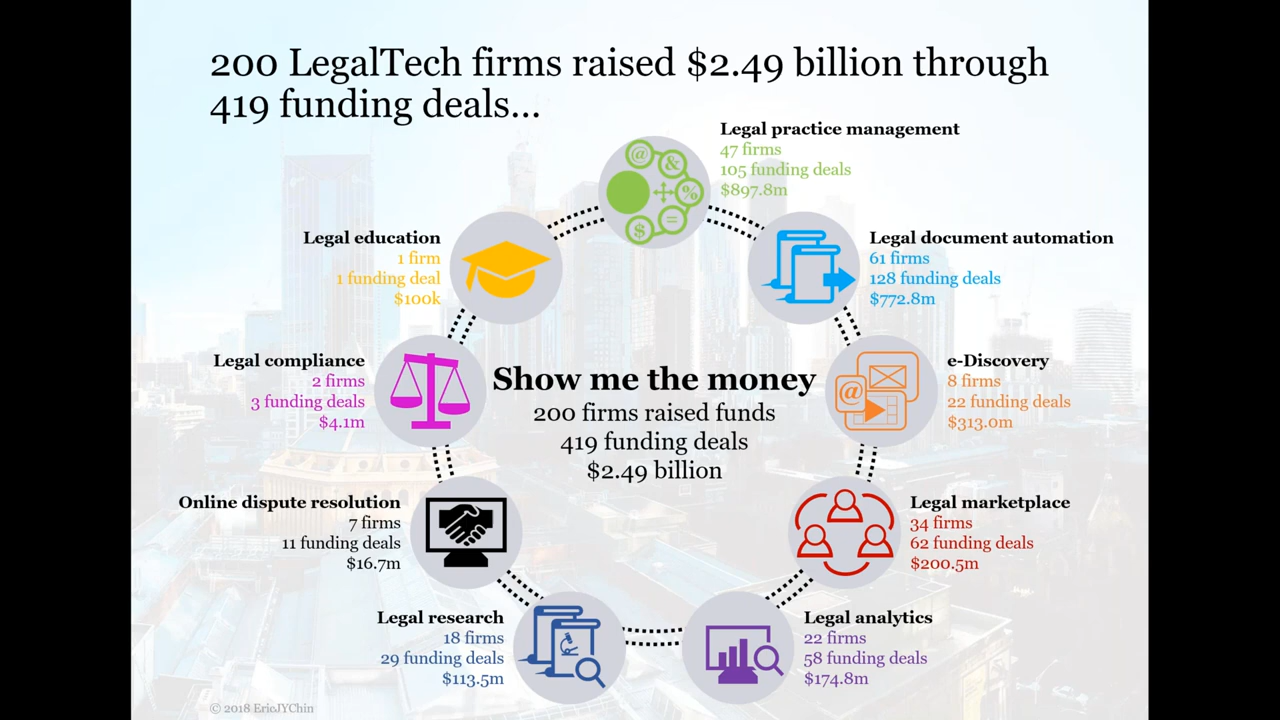 200 LegalTech firms raised $2.49 billion through
419 funding deals...
Legal practice management
47 firms
105 funding deals
$897.8m
@
&
%
=
$
Legal document automation
61 firms
128 funding deals
$772.8m
e-Discovery
8 firms
22 funding deals
$313.0m
@
Legal marketplace
34 firms
62 funding deals
$200.5m
Legal analytics
22 firms
58 funding deals
$174.8m
Legal research
18 firms
29 funding deals
$113.5m
Online dispute resolution
7 firms
11 funding deals
$16.7m
Legal compliance
2 firms
3 funding deals
$4.1m
Legal education
1 firm
1 funding deal
$100k
Show me the money
200 firms raised funds
419 funding deals
$2.49 billion
© 2018 EricJYChin